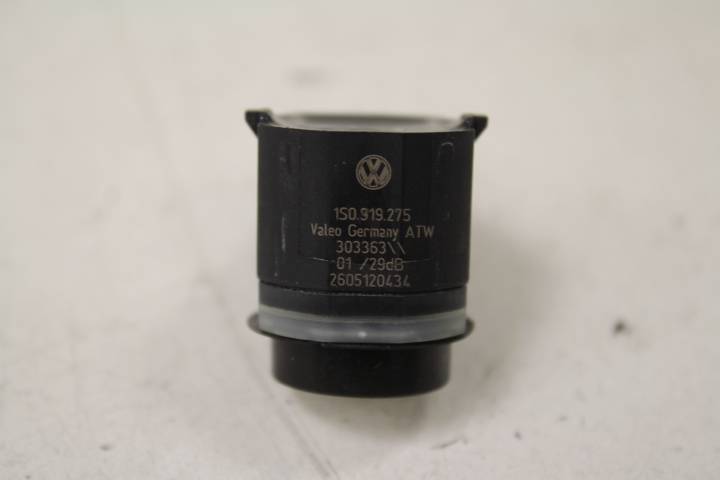 1S0.919.275
Valeo Germany ATW
303363\\
01 /29dB
2605120434